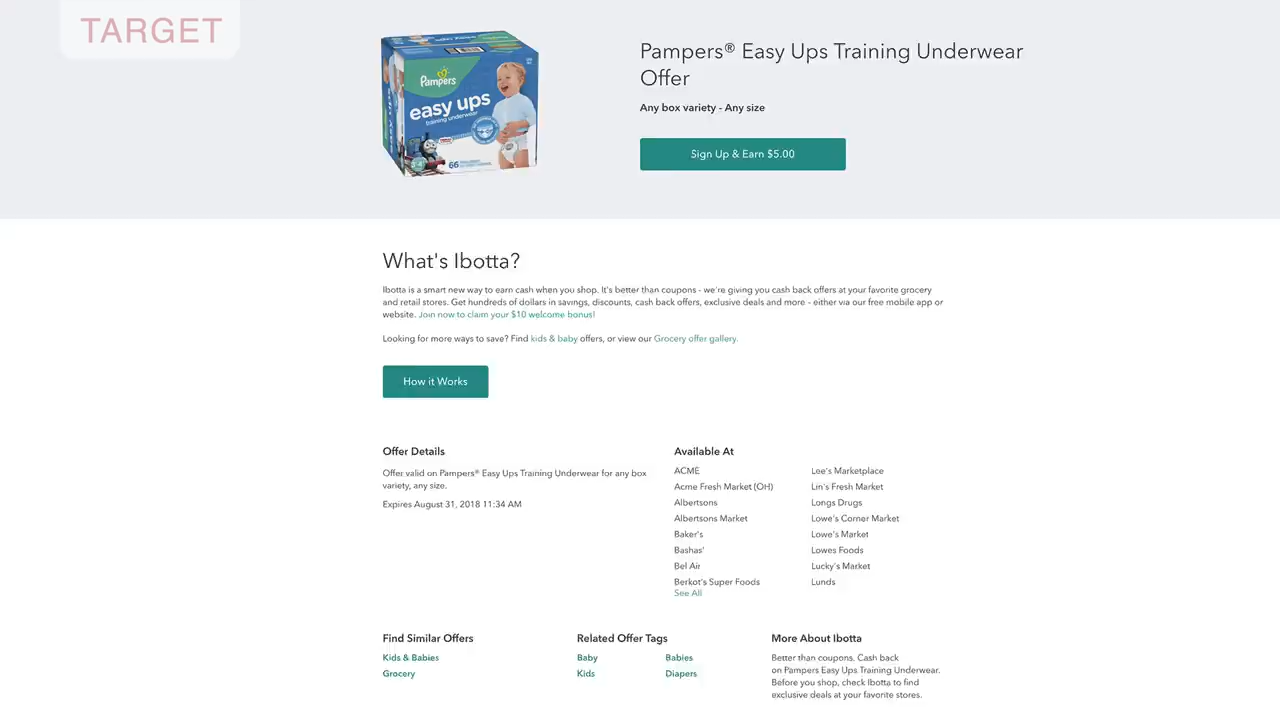 TARGET
Pampers
easy ups
training underwear
66
Pampers® Easy Ups Training Underwear
Offer
Any box variety - Any size
Sign Up & Earn $5.00
What's Ibotta?
Ibotta is a smart new way to earn cash when you shop. It's better than coupons - we're giving you cash back offers at your favorite grocery
and retail stores. Get hundreds of dollars in savings, discounts, cash back offers, exclusive deals and more - either via our free mobile app or
website. Join now to claim your $10 welcome bonus!
Looking for more ways to save? Find kids & baby offers, or view our Grocery offer gallery.
How it Works
Offer Details
Offer valid on Pampers® Easy Ups Training Underwear for any box
variety, any size.
Expires August 31, 2018 11:34 AM
Available At
ACME
Acme Fresh Market (OH)
Albertsons
Albertsons Market
Baker's
Bashas'
Bel Air
Berkot's Super Foods
See All
Lee's Marketplace
Lin's Fresh Market
Longs Drugs
Lowe's Corner Market
Lowe's Market
Lowes Foods
Lucky's Market
Lunds
Find Similar Offers
Kids & Babies
Grocery
Related Offer Tags
Baby
Kids
Babies
Diapers
More About Ibotta
Better than coupons. Cash back
on Pampers Easy Ups Training Underwear.
Before you shop, check Ibotta to find
exclusive deals at your favorite stores.